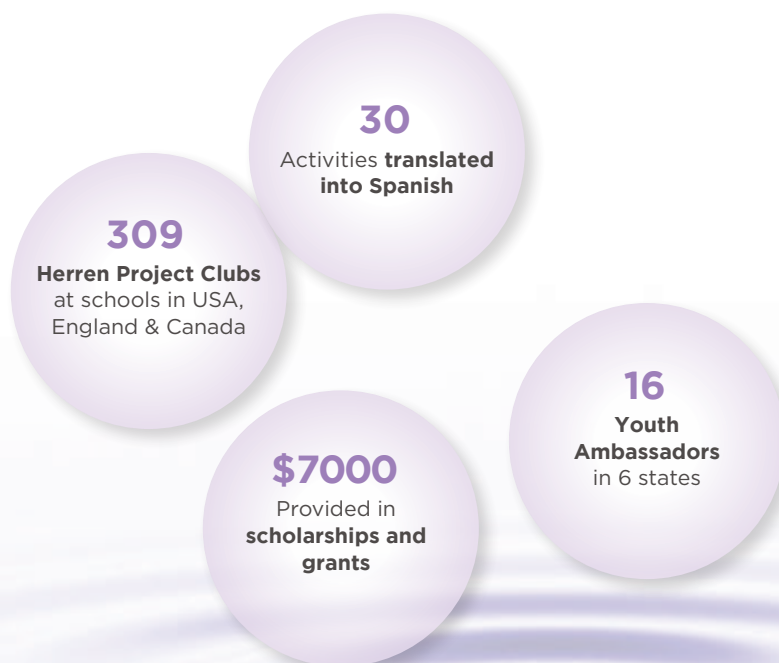 30
Activities translated
into Spanish
309
Herren Project Clubs
at schools in USA,
England & Canada
16
Youth
Ambassadors
in 6 states
$7000
Provided in
scholarships and
grants